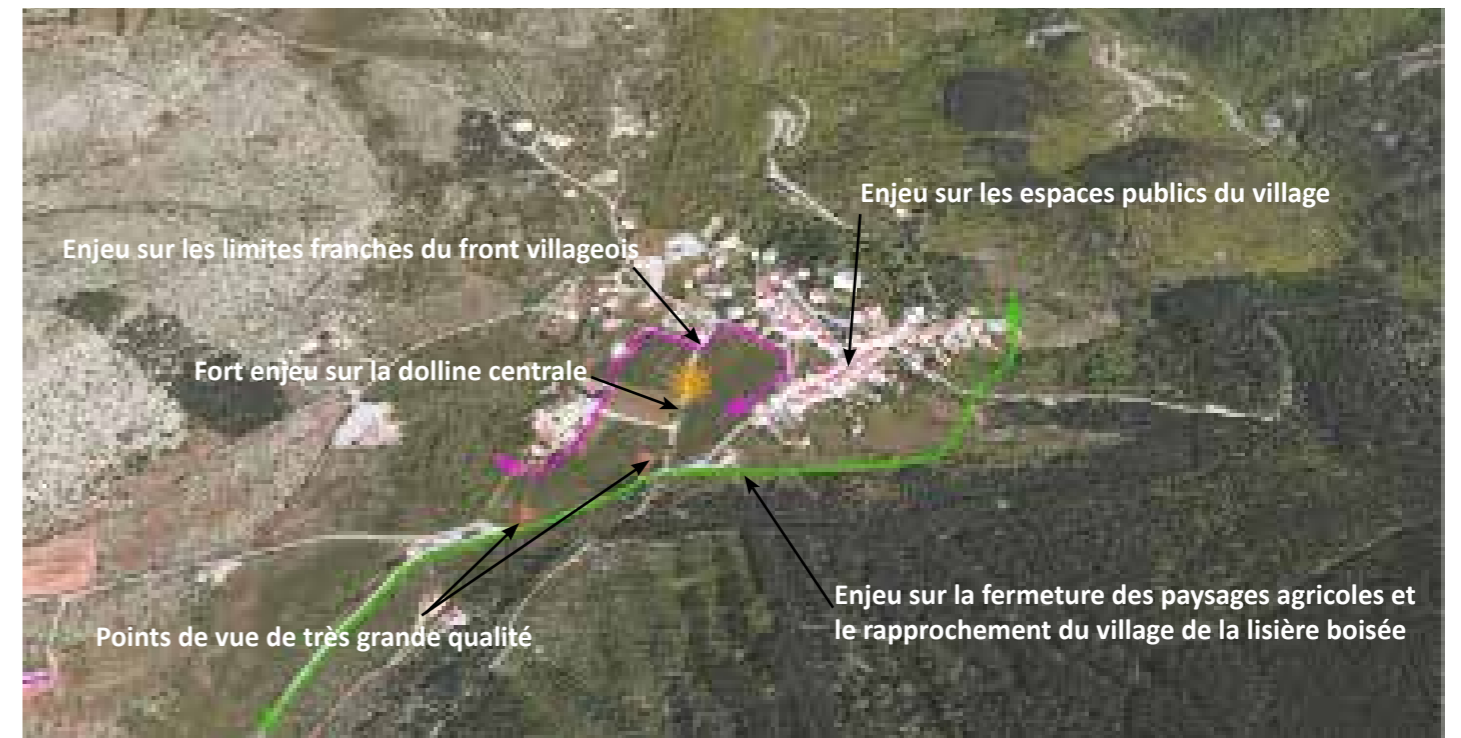 Enjeu sur les espaces publics du village
Enjeu sur les limites franches du front villageois
Fort enjeu sur la dolline centrale
Enjeu sur la fermeture des paysages agricoles et
le rapprochement du village de la lisière boisée
Points de vue de très grande qualité